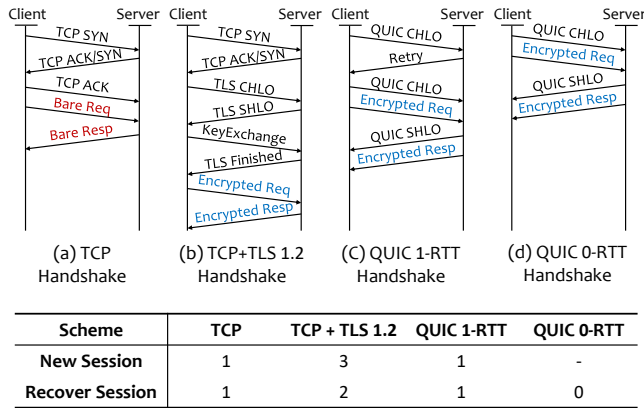 Client Server Client Server Client Server Client Server
TCP SYN
TCP ACK/SYN
TCP ACK
Bare Req
Bare Resp
(a) TCP
Handshake
TCP SYN
TCP ACK/SYN
TLS CHLO
TLS SHLO
KeyExchange
TLS Finished
Encrypted Req
Encrypted Resp
(b) TCP+TLS 1.2
Handshake
QUIC CHLO
Retry
QUIC CHLO
Encrypted Req
QUIC SHLO
Encrypted Resp
(C) QUIC 1-RTT
Handshake
QUIC CHLO
Encrypted Req
QUIC SHLO
Encrypted Resp
(d) QUIC 0-RTT
Handshake
Scheme TCP TCP + TLS 1.2 QUIC 1-RTT QUIC 0-RTT
New Session 1 3 1 -
Recover Session 1 2 1 0